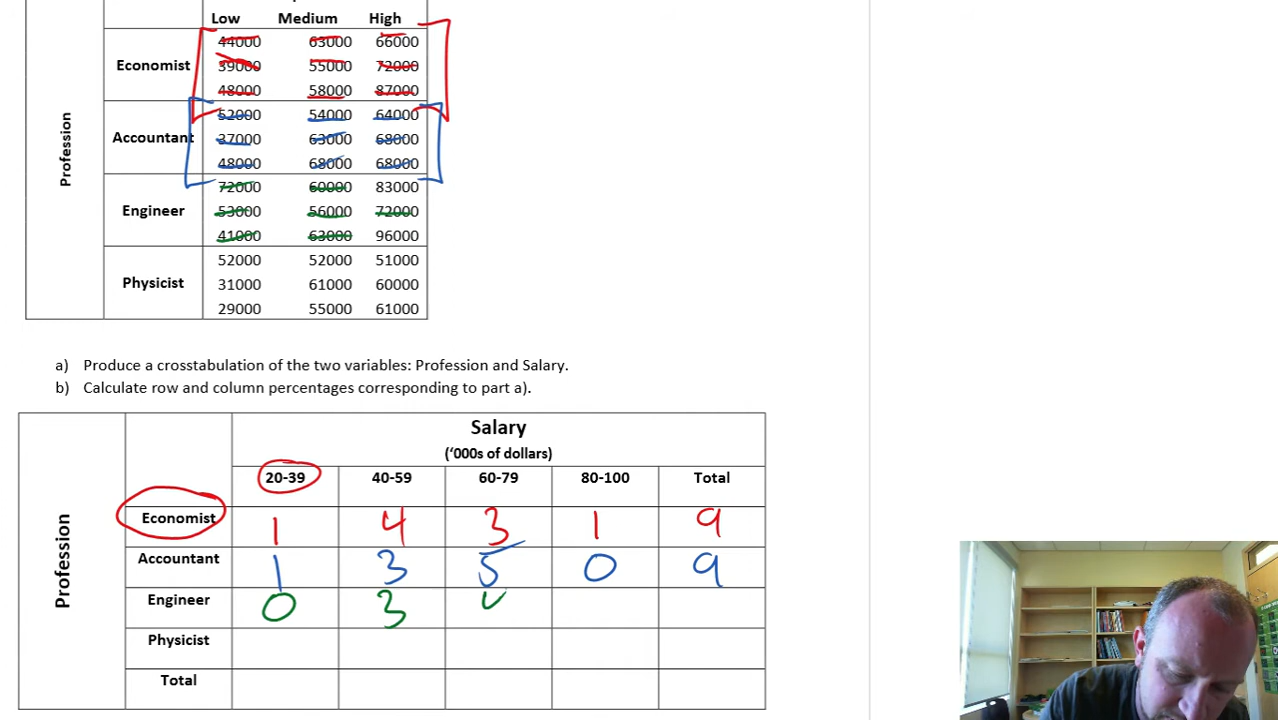 Low Medium High
44000 63000 66000
39000 55000 72000
48000 58000 87000
Economist
52000 54000 64000
37000 63000 68000
48000 68000 68000
Accountant
72000 60000 83000
53000 56000 72000
41000 63000 96000
Engineer
52000 52000 51000
31000 61000 60000
29000 55000 61000
Physicist
Profession
a) Produce a crosstabulation of the two variables: Profession and Salary.
b) Calculate row and column percentages corresponding to part a).
Salary
('000s of dollars)
20-39 40-59 60-79 80-100 Total
Economist 1 4 3 1 9
Accountant 1 3 5 0 9
Engineer 0 3
Physicist
Total
Profession